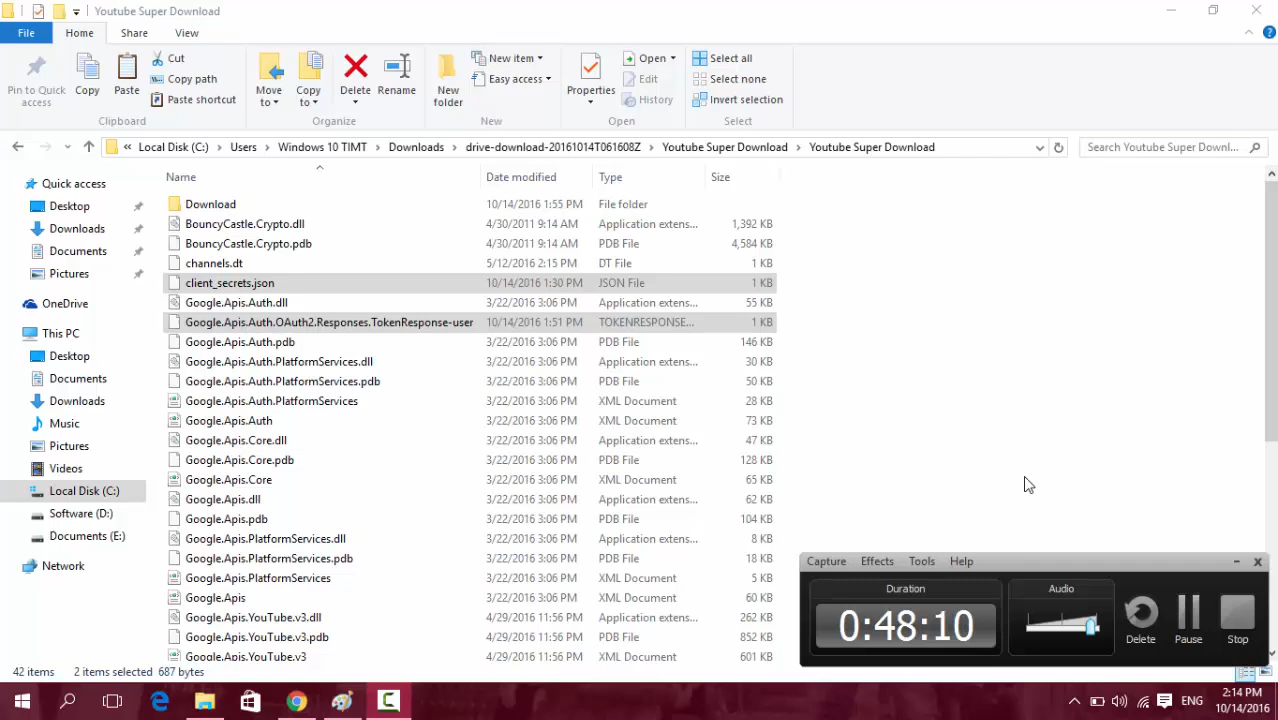 Youtube Super Download
File Home Share View
Pin to Quick access
Copy
Paste
Cut
Copy path
Paste shortcut
Clipboard
Move to
Copy to
Delete
Rename
Organize
New folder
New item
Easy access
New
Properties
Open
Edit
History
Open
Select all
Select none
Invert selection
Select
« Local Disk (C:) > Users > Windows 10 TIMT > Downloads > drive-download-20161014T061608Z > Youtube Super Download > Youtube Super Download
Search Youtube Super Downl...
Quick access
Desktop
Downloads
Documents
Pictures
OneDrive
This PC
Desktop
Documents
Downloads
Music
Pictures
Videos
Local Disk (C:)
Software (D:)
Documents (E:)
Network
Name Date modified Type Size
Download 10/14/2016 1:55 PM File folder
BouncyCastle.Crypto.dll 4/30/2011 9:14 AM Application extens... 1,392 KB
BouncyCastle.Crypto.pdb 4/30/2011 9:14 AM PDB File 4,584 KB
channels.dt 5/12/2016 2:15 PM DT File 1 KB
client_secrets.json 10/14/2016 1:30 PM JSON File 1 KB
Google.Apis.Auth.dll 3/22/2016 3:06 PM Application extens... 55 KB
Google.Apis.Auth.OAuth2.Responses.TokenResponse-user 10/14/2016 1:51 PM TOKENRESPONSE... 1 KB
Google.Apis.Auth.pdb 3/22/2016 3:06 PM PDB File 146 KB
Google.Apis.Auth.PlatformServices.dll 3/22/2016 3:06 PM Application extens... 30 KB
Google.Apis.Auth.PlatformServices.pdb 3/22/2016 3:06 PM PDB File 50 KB
Google.Apis.Auth.PlatformServices 3/22/2016 3:06 PM XML Document 28 KB
Google.Apis.Auth 3/22/2016 3:06 PM XML Document 73 KB
Google.Apis.Core.dll 3/22/2016 3:06 PM Application extens... 47 KB
Google.Apis.Core.pdb 3/22/2016 3:06 PM PDB File 128 KB
Google.Apis.Core 3/22/2016 3:06 PM XML Document 65 KB
Google.Apis.dll 3/22/2016 3:06 PM Application extens... 62 KB
Google.Apis.pdb 3/22/2016 3:06 PM PDB File 104 KB
Google.Apis.PlatformServices.dll 3/22/2016 3:06 PM Application extens... 8 KB
Google.Apis.PlatformServices.pdb 3/22/2016 3:06 PM PDB File 18 KB
Google.Apis.PlatformServices 3/22/2016 3:06 PM XML Document 5 KB
Google.Apis 3/22/2016 3:06 PM XML Document 98 KB
Google.Apis.YouTube.v3.dll 4/29/2016 11:56 PM Application extens... 262 KB
Google.Apis.YouTube.v3.pdb 4/29/2016 11:56 PM PDB File 852 KB
Google.Apis.YouTube.v3 4/29/2016 11:56 PM XML Document 601 KB
Capture Effects Tools Help
Duration
0:48:10
Audio
Delete
Pause
Stop
42 items 2 items selected 687 bytes
ENG
2:14 PM
10/14/2016